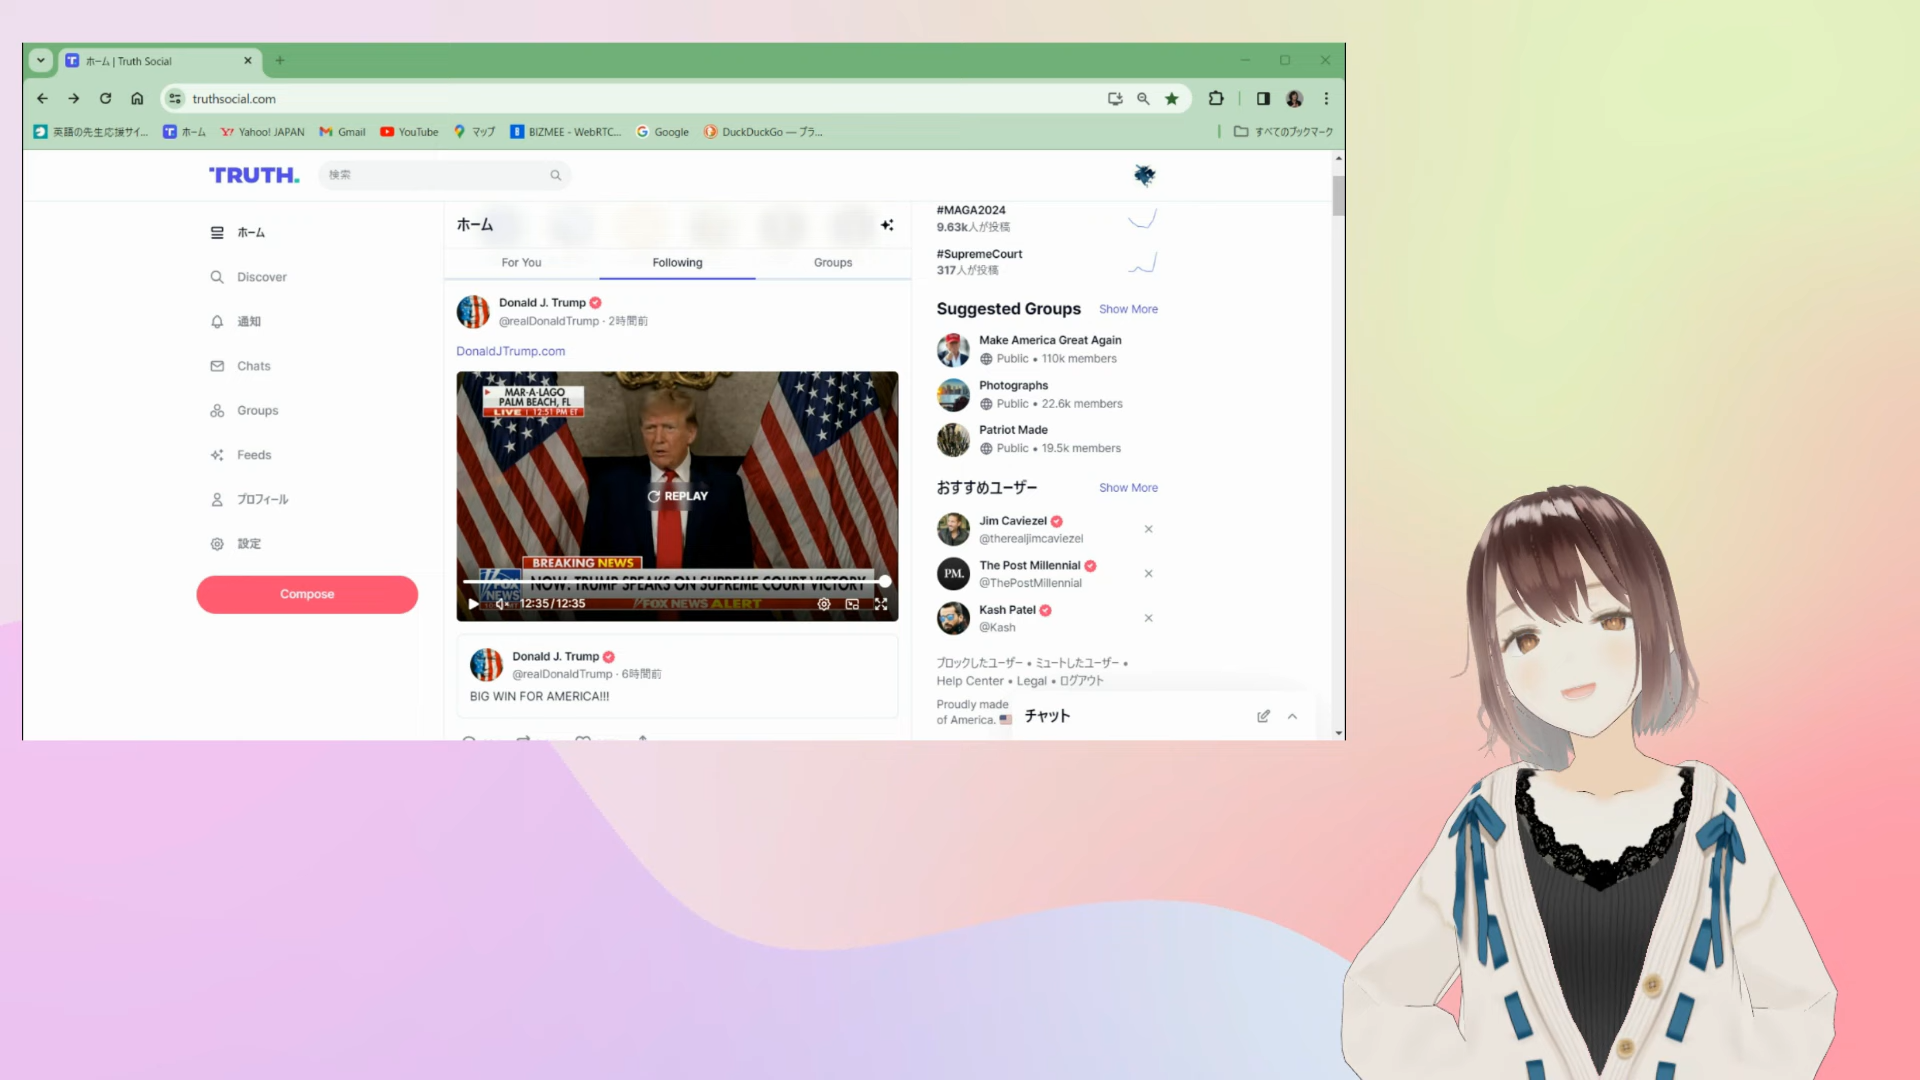 ホーム | Truth Social
truthsocial.com
英語の先生応援サイ...
ホーム
Yahoo! JAPAN
Gmail
YouTube
マップ
BIZMEE - WebRTC...
Google
DuckDuckGo — プラ...
すべてのブックマーク
TRUTH.
検索
ホーム
Discover
通知
Chats
Groups
Feeds
プロフィール
設定
Compose
ホーム
For You
Following
Groups
Donald J. Trump
@realDonaldTrump · 2時間前
DonaldJTrump.com
MAR-A-LAGO
PALM BEACH, FL
LIVE 12:51 PM ET
REPLAY
BREAKING NEWS
NOW: TRUMP SPEAKS ON SUPREME COURT VICTORY
FOX NEWS ALERT
12:35/12:35
Donald J. Trump
@realDonaldTrump · 6時間前
BIG WIN FOR AMERICA!!!
#MAGA2024
9.63k人が投稿
#SupremeCourt
317人が投稿
Suggested Groups
Show More
Make America Great Again
Public • 110k members
Photographs
Public • 22.6k members
Patriot Made
Public • 19.5k members
おすすめユーザー
Show More
Jim Caviezel
@therealjimcaviezel
PM.
The Post Millennial
@ThePostMillennial
Kash Patel
@Kash
ブロックしたユーザー • ミュートしたユーザー •
Help Center • Legal • ログアウト
Proudly made
of America.
チャット